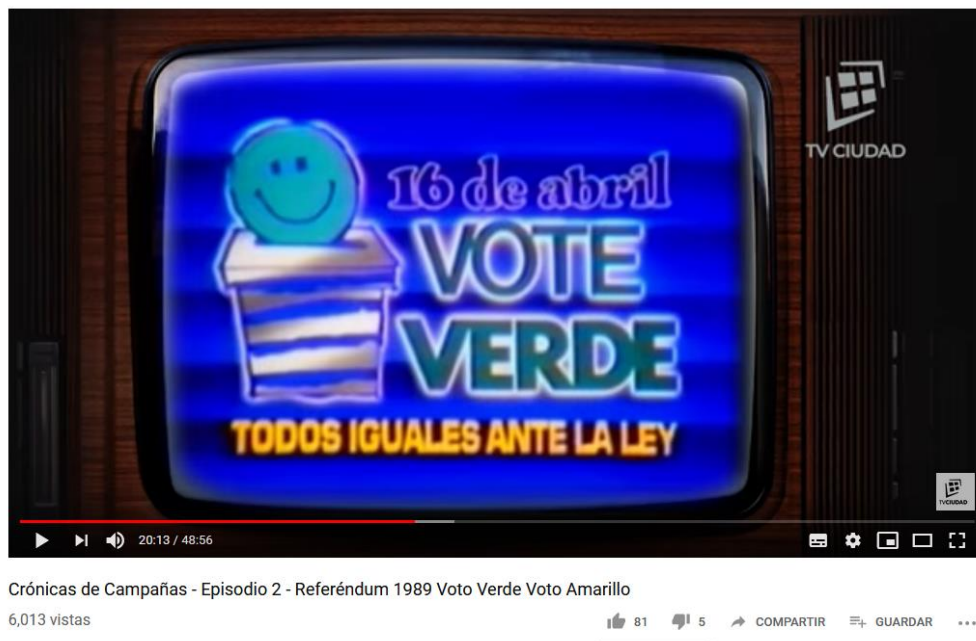 TV CIUDAD
16 de abril
VOTE
VERDE
TODOS IGUALES ANTE LA LEY
TVCIUDAD
20:13 / 48:56
Crónicas de Campañas - Episodio 2 - Referéndum 1989 Voto Verde Voto Amarillo
6,013 vistas
81
5
COMPARTIR
GUARDAR